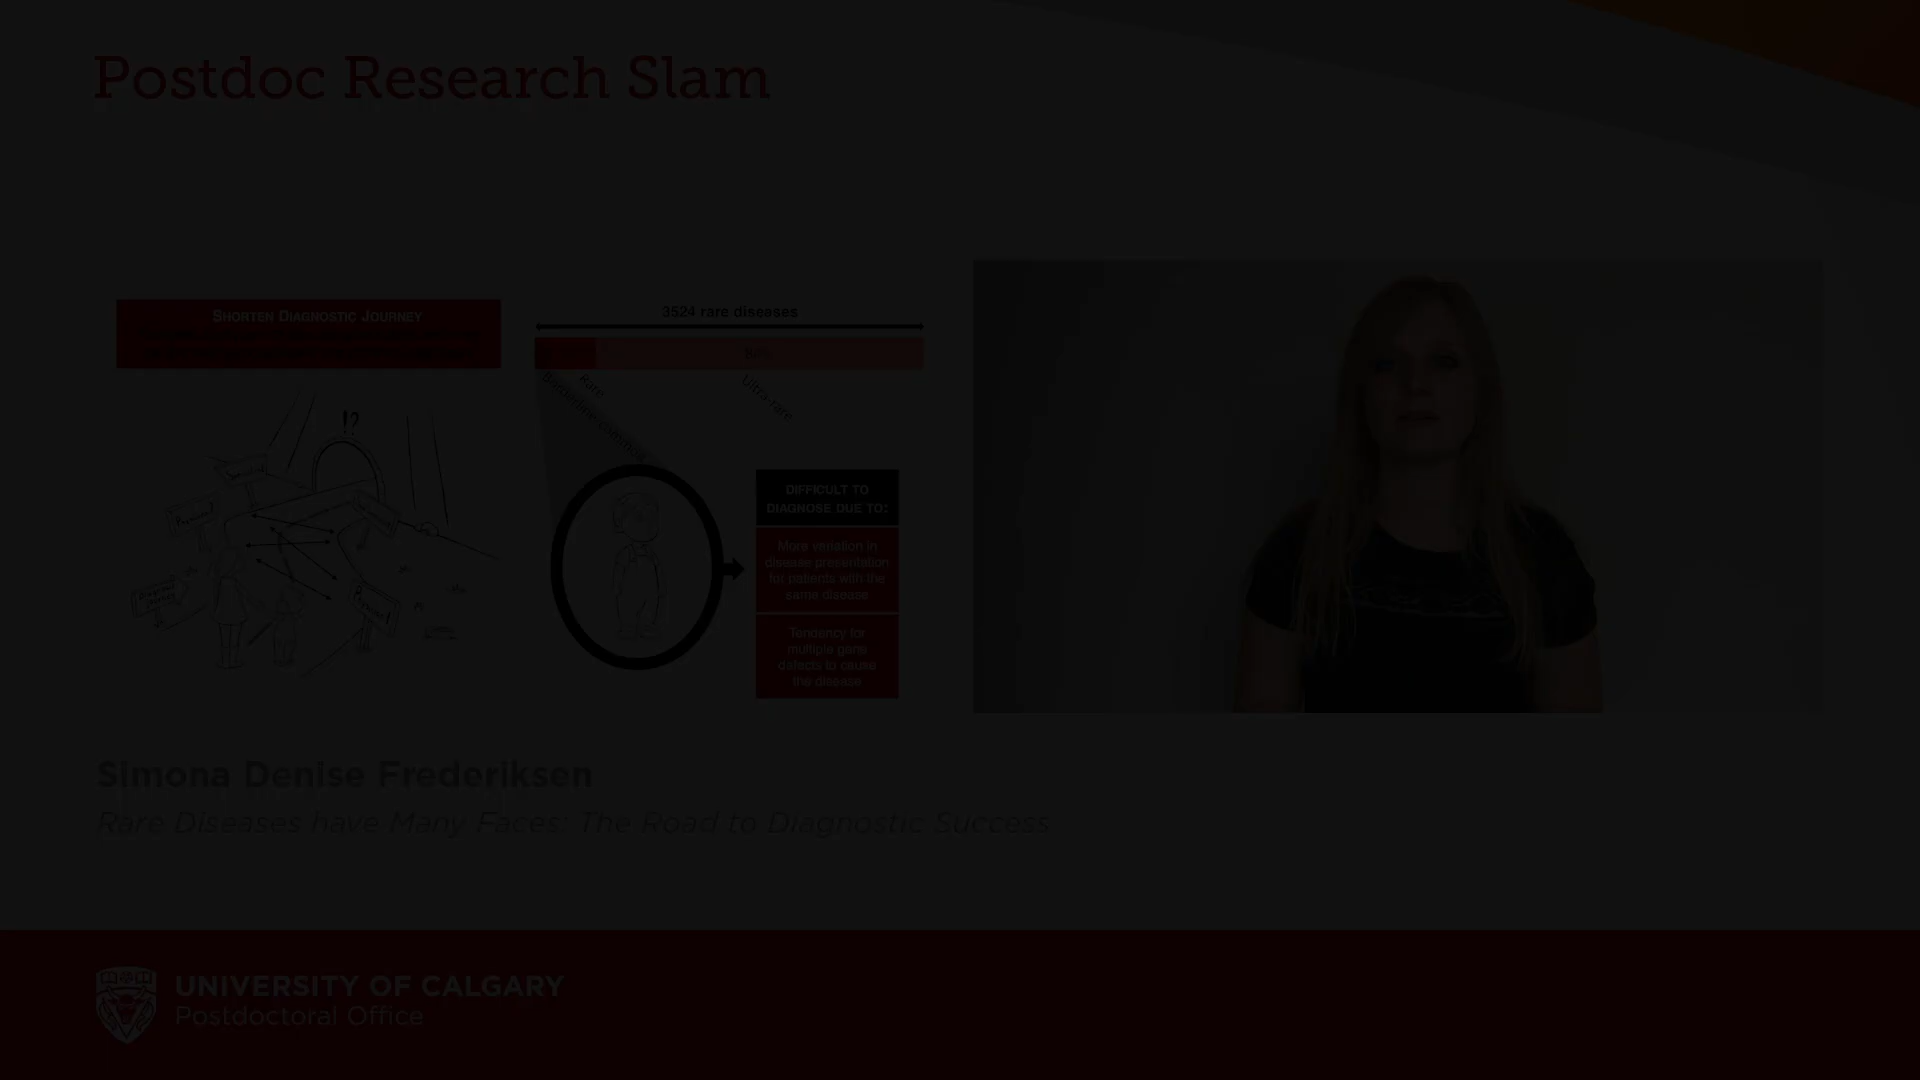 Postdoc Research Slam
SHORTEN DIAGNOSTIC JOURNEY
3524 rare diseases
Borderline common
Rare
Ultra-rare
!?
DIFFICULT TO
DIAGNOSE DUE TO:
More variation in
disease presentation
for patients with the
same disease
Tendency for
multiple gene
defects to cause
the disease
Simona Denise Frederiksen
Rare Diseases have Many Faces: The Road to Diagnostic Success
UNIVERSITY OF CALGARY
Postdoctoral Office